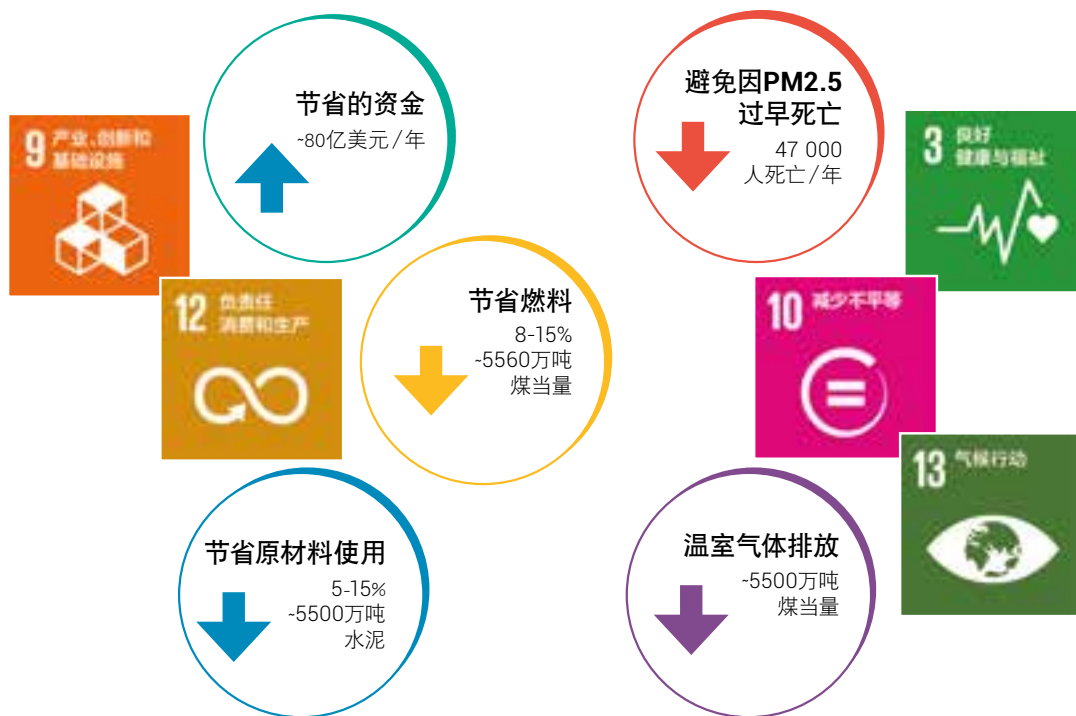 节省的资金
~80亿美元/年
避免因PM2.5
过早死亡
47 000
人死亡/年
9 产业、创新和
基础设施
3 良好
健康与福祉
节省燃料
8-15%
~5560万吨
煤当量
12 负责任
消费和生产
10 减少不平等
13 气候行动
节省原材料使用
5-15%
~5500万吨
水泥
温室气体排放
~5500万吨
煤当量